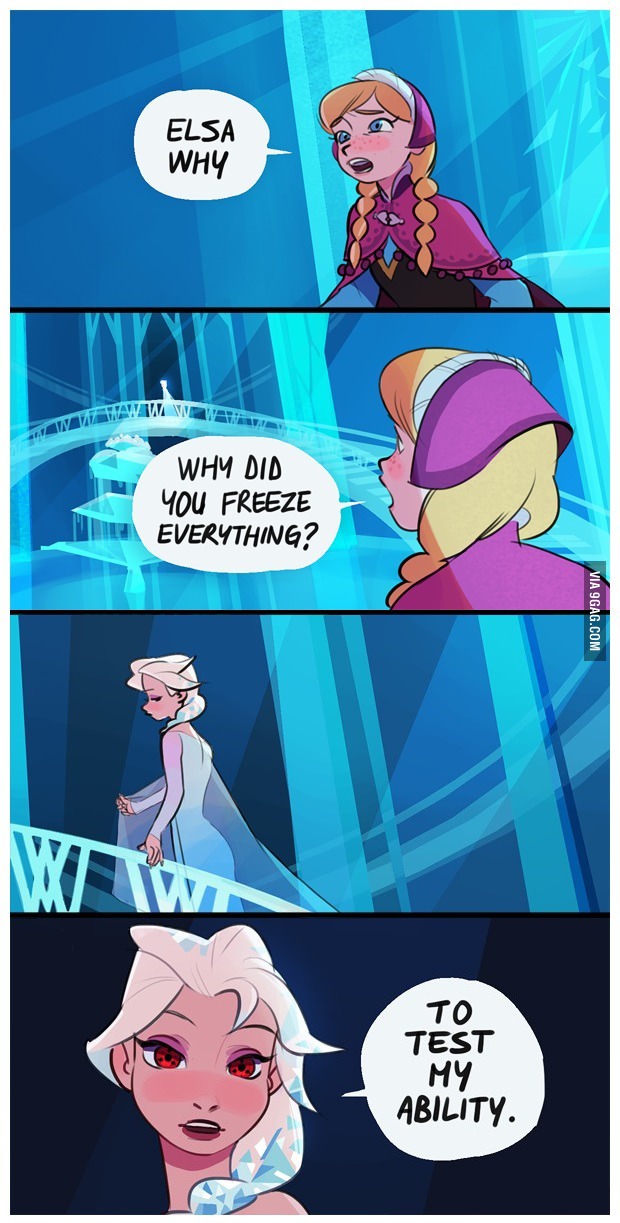 ELSA
WHY
WHY DID
YOU FREEZE
EVERYTHING?
VIA 9GAG.COM
TO
TEST
MY
ABILITY.